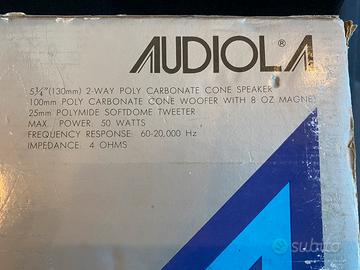 AUDIOLA®
5¼"(130mm) 2-WAY POLY CARBONATE CONE SPEAKER
100mm POLY CARBONATE CONE WOOFER WITH 8 OZ MAGNE
25mm POLYMIDE SOFTDOME TWEETER
MAX. POWER: 50 WATTS
FREQUENCY RESPONSE: 60-20,000 Hz
IMPEDANCE: 4 OHMS
subito